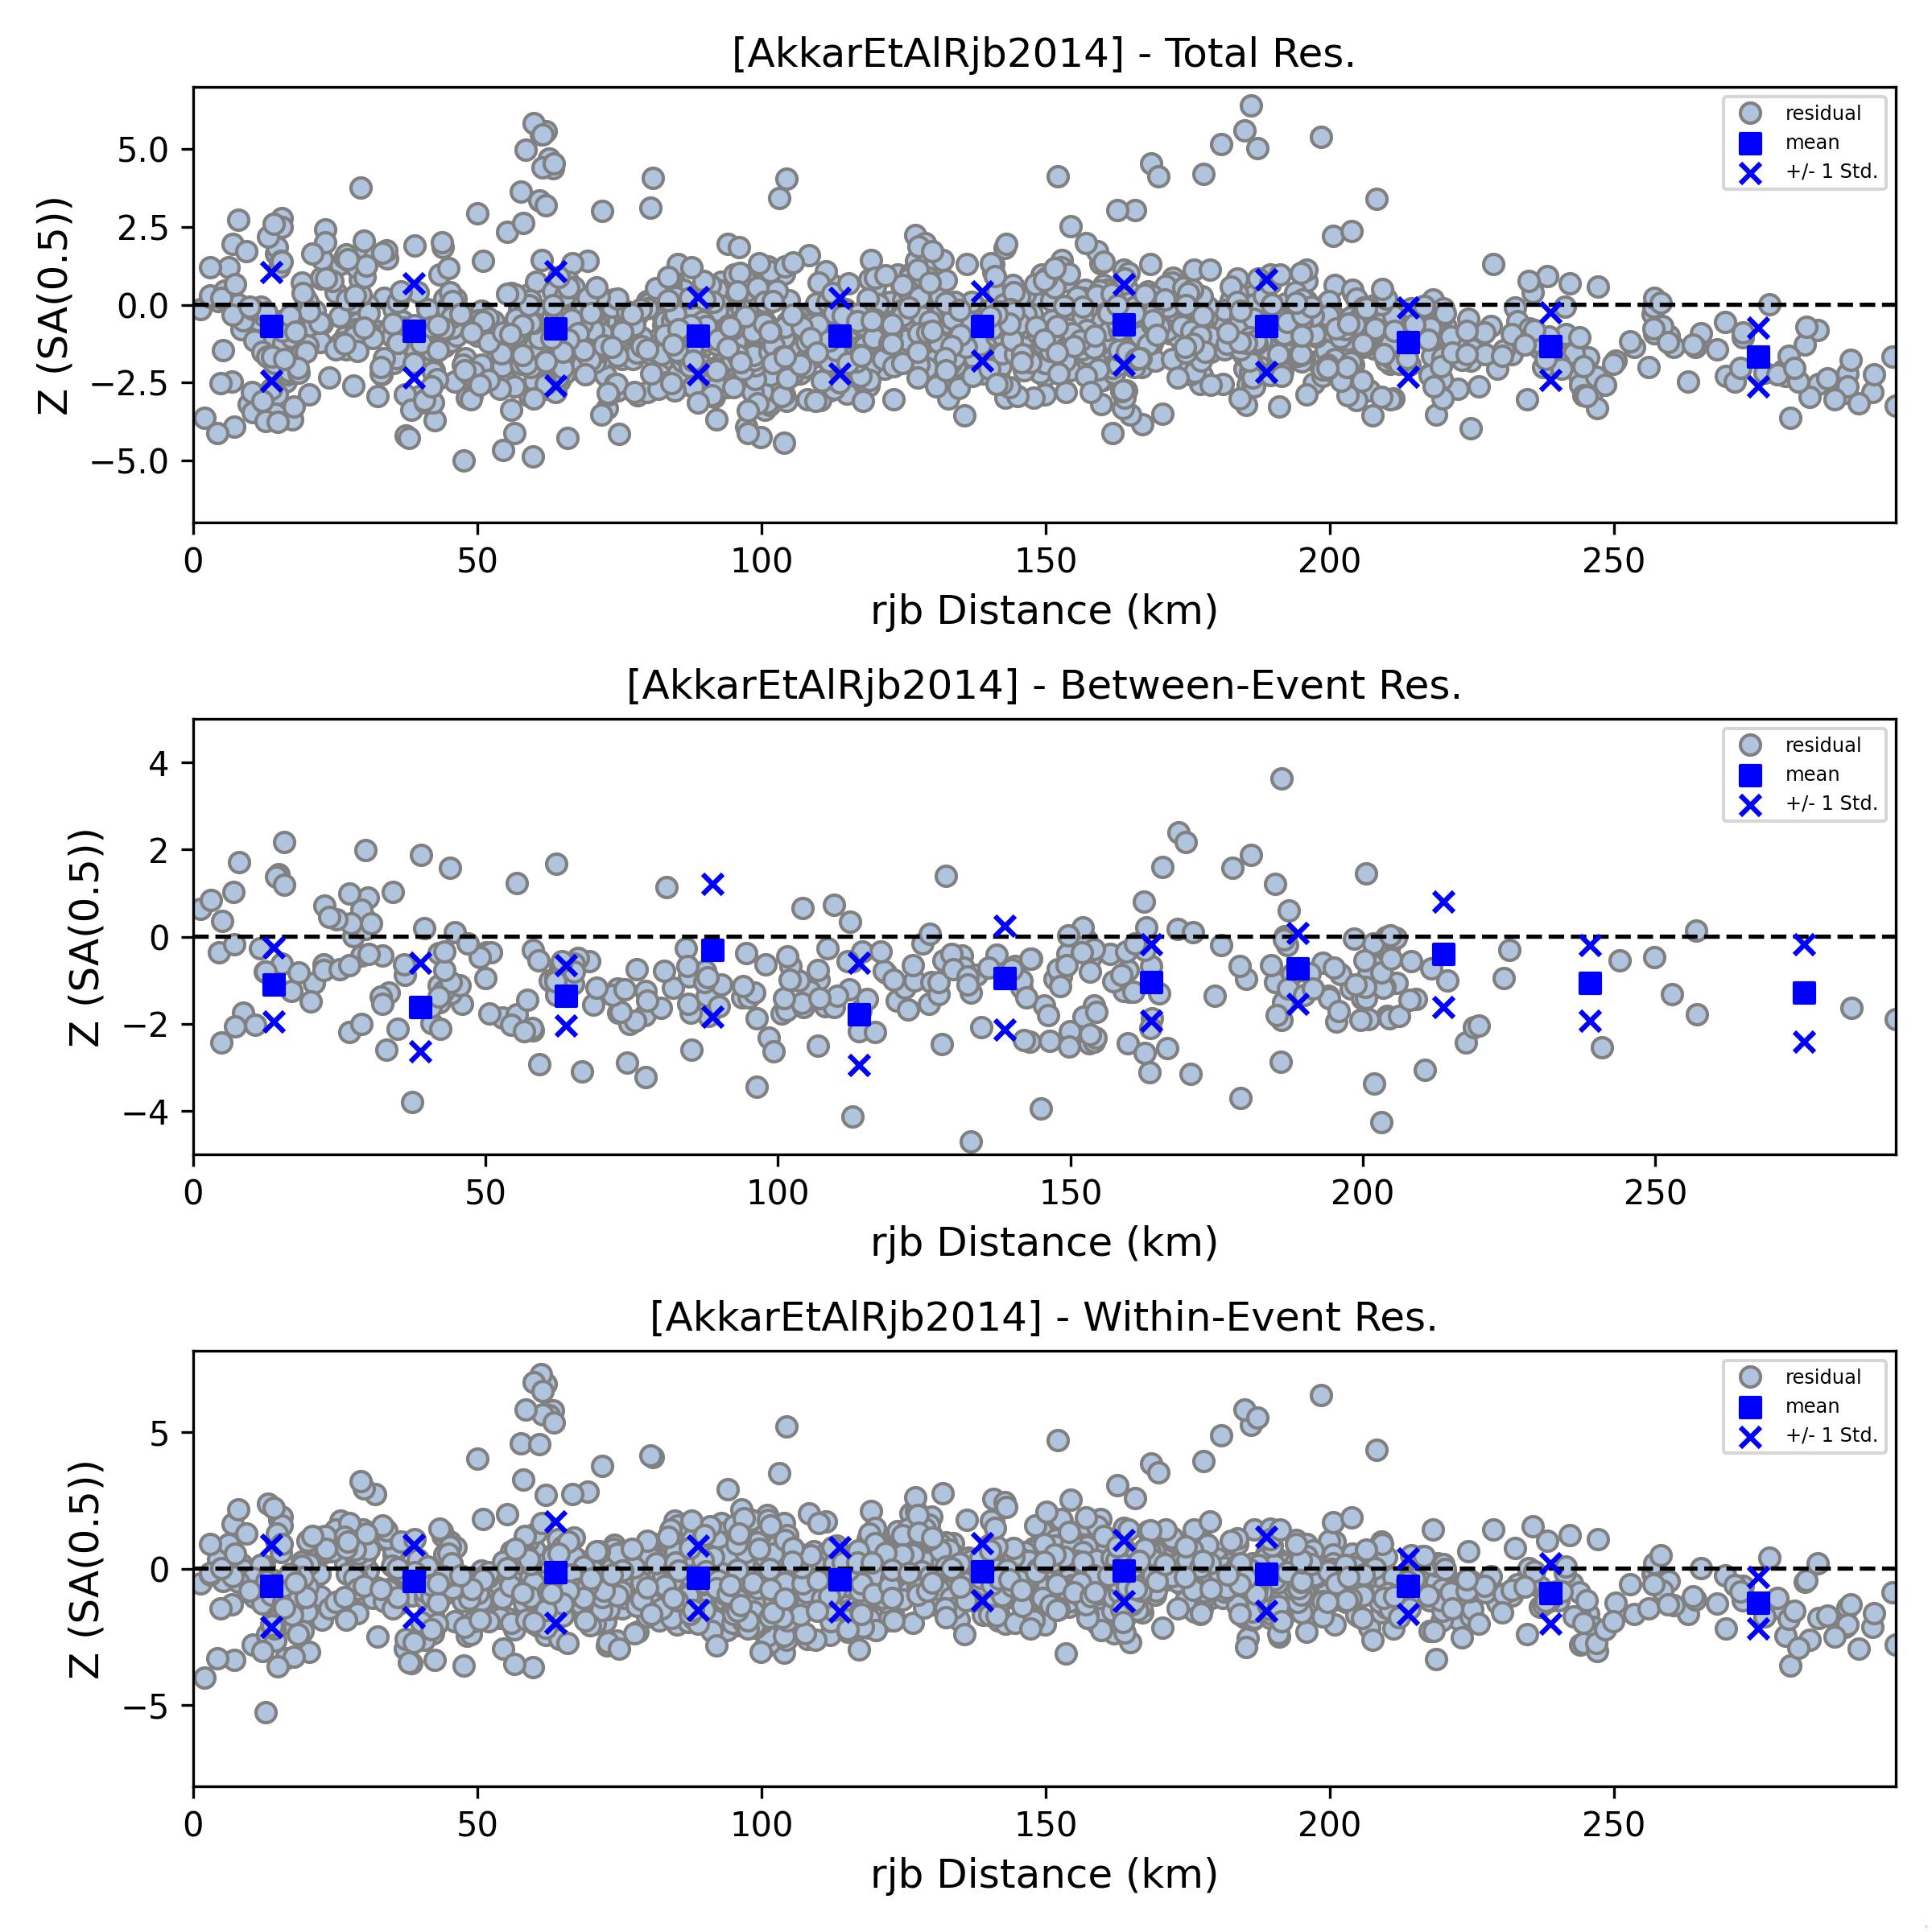 [AkkarEtAlRjb2014] - Total Res.
Z (SA(0.5))
5.0
2.5
0.0
−2.5
−5.0
residual
mean
+/- 1 Std.
0 50 100 150 200 250
rjb Distance (km)
[AkkarEtAlRjb2014] - Between-Event Res.
Z (SA(0.5))
4
2
0
−2
−4
residual
mean
+/- 1 Std.
0 50 100 150 200 250
rjb Distance (km)
[AkkarEtAlRjb2014] - Within-Event Res.
Z (SA(0.5))
5
0
−5
residual
mean
+/- 1 Std.
0 50 100 150 200 250
rjb Distance (km)